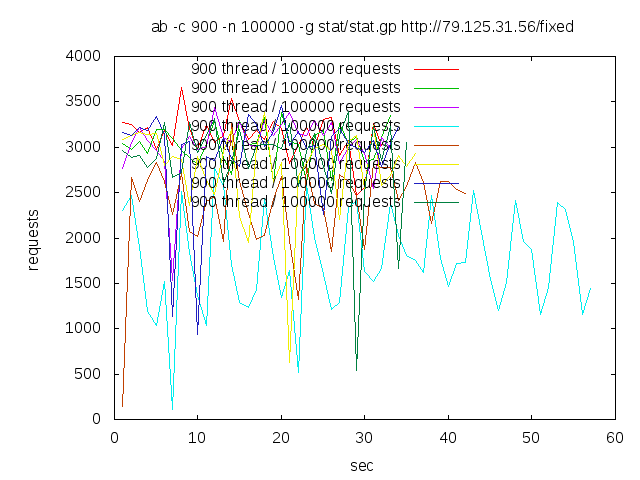 ab -c 900 -n 100000 -g stat/stat.gp http://79.125.31.56/fixed
4000
3500
3000
2500
2000
1500
1000
500
0
requests
900 thread / 100000 requests
900 thread / 100000 requests
900 thread / 100000 requests
900 thread / 100000 requests
900 thread / 100000 requests
900 thread / 100000 requests
900 thread / 100000 requests
900 thread / 100000 requests
0 10 20 30 40 50 60
sec